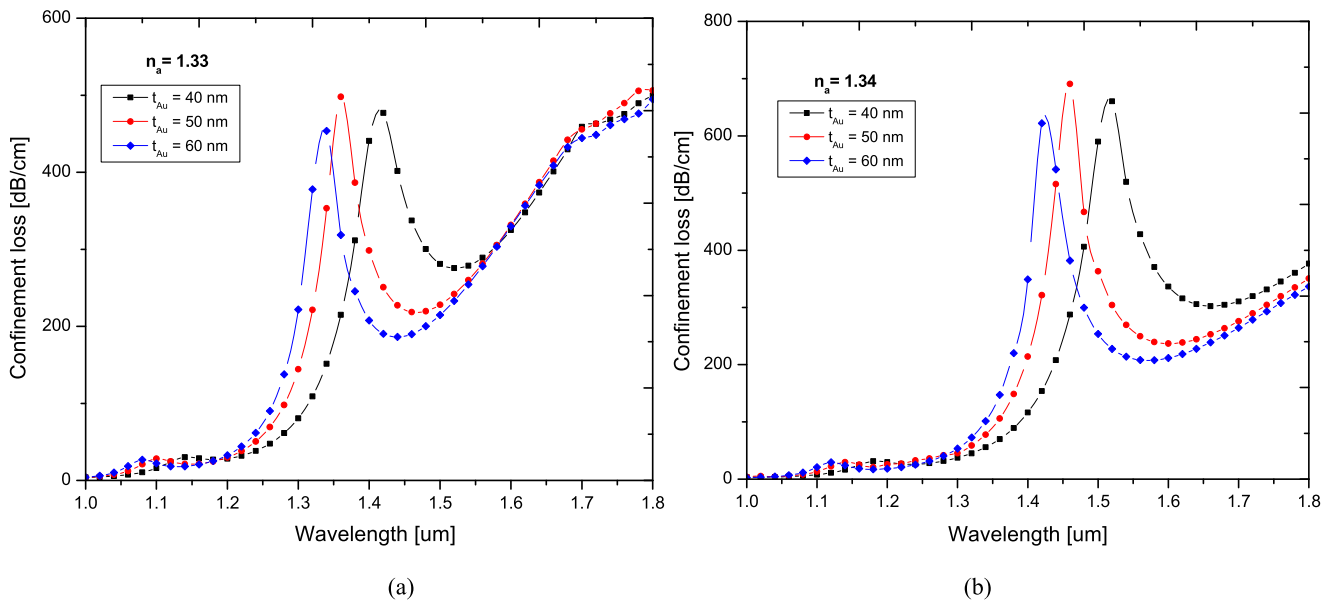 600
400
200
0
Confinement loss [dB/cm]
nₐ = 1.33
t_Au = 40 nm
t_Au = 50 nm
t_Au = 60 nm
1.0 1.1 1.2 1.3 1.4 1.5 1.6 1.7 1.8
Wavelength [um]
(a)
800
600
400
200
0
Confinement loss [dB/cm]
nₐ = 1.34
t_Au = 40 nm
t_Au = 50 nm
t_Au = 60 nm
1.0 1.1 1.2 1.3 1.4 1.5 1.6 1.7 1.8
Wavelength [um]
(b)